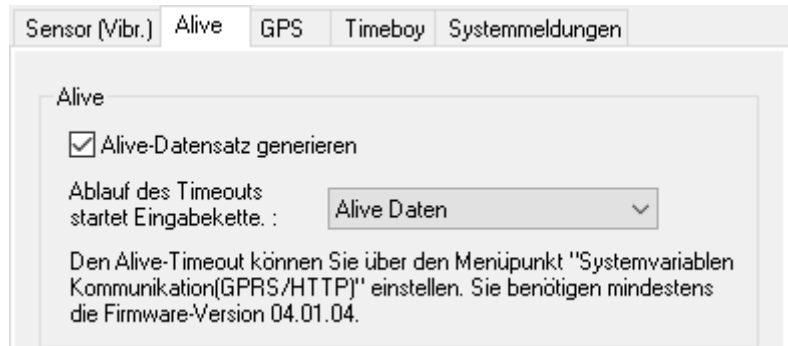 Sensor (Vibr.) Alive GPS Timeboy Systemmeldungen
Alive
Alive-Datensatz generieren
Ablauf des Timeouts
startet Eingabekette. :
Alive Daten
Den Alive-Timeout können Sie über den Menüpunkt "Systemvariablen
Kommunikation(GPRS/HTTP)" einstellen. Sie benötigen mindestens
die Firmware-Version 04.01.04.